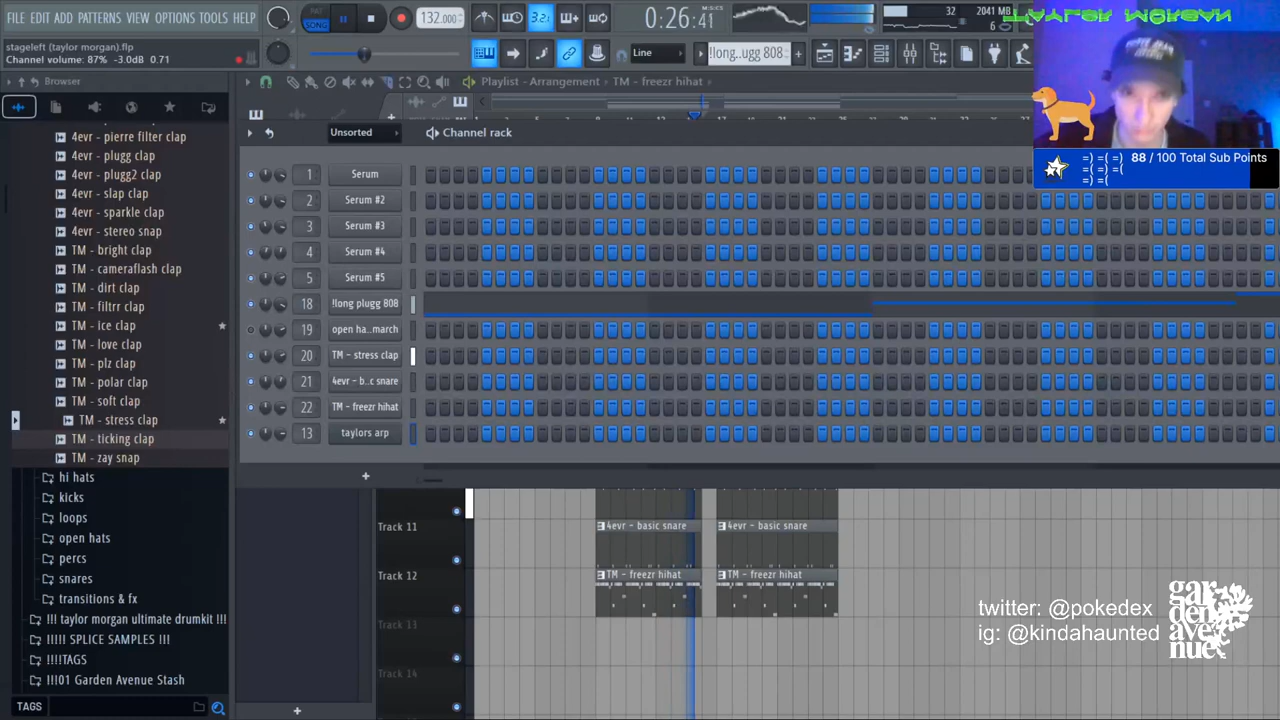 FILE EDIT ADD PATTERNS VIEW OPTIONS TOOLS HELP
PAT
SONG
3.2.1
132.000
0:26:41
M:S:CS
32
2041 MB
6
TAYLOR MORGAN
stageleft (taylor morgan).flp
Channel volume: 87% -3.0dB 0.71
Line
!long..ugg 808
Browser
Playlist - Arrangement
TM - freezr hihat
Unsorted
Channel rack
4evr - pierre filter clap
4evr - plugg clap
4evr - plugg2 clap
4evr - slap clap
4evr - sparkle clap
4evr - stereo snap
TM - bright clap
TM - cameraflash clap
TM - dirt clap
TM - filtrr clap
TM - ice clap
TM - love clap
TM - plz clap
TM - polar clap
TM - soft clap
TM - stress clap
TM - ticking clap
TM - zay snap
hi hats
kicks
loops
open hats
percs
snares
transitions & fx
!!! taylor morgan ultimate drumkit !!!
!!!!! SPLICE SAMPLES !!!
!!!!TAGS
!!!01 Garden Avenue Stash
TAGS
1 Serum
2 Serum #2
3 Serum #3
4 Serum #4
5 Serum #5
18 !long plugg 808
19 open ha...march
20 TM - stress clap
21 4evr - b..c snare
22 TM - freezr hihat
13 taylors arp
=) =( =)
=( =) =(
=) =(
88 / 100 Total Sub Points
Track 11
4evr - basic snare
4evr - basic snare
Track 12
TM - freezr hihat
TM - freezr hihat
Track 13
Track 14
twitter: @pokedex
ig: @kindahaunted
gar
den
ave
nue